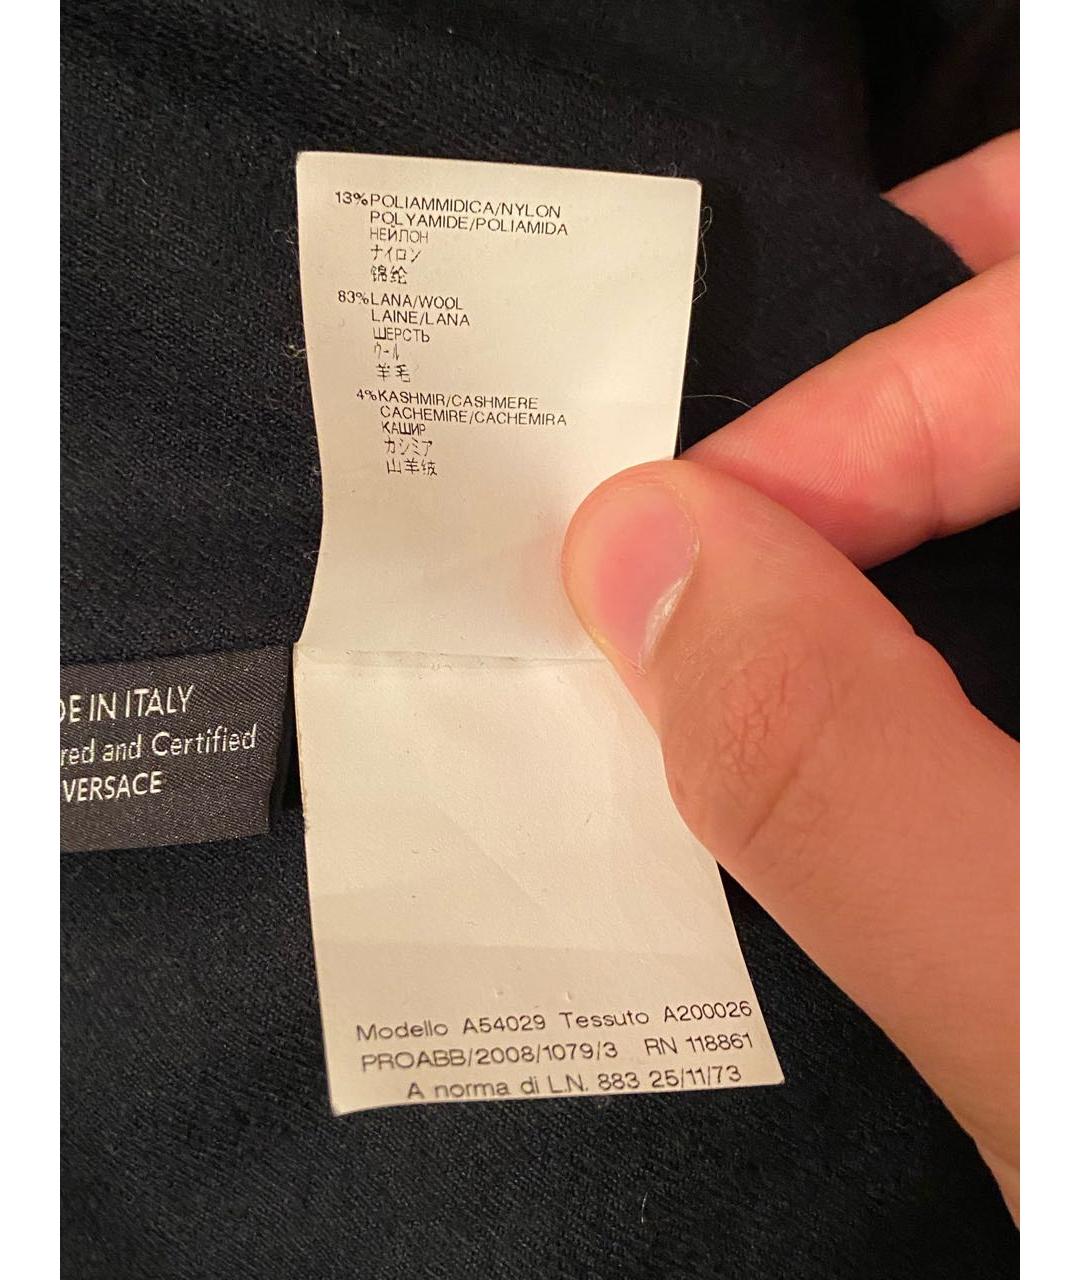 13% POLIAMMIDICA/NYLON
POLYAMIDE/POLIAMIDA
НЕЙЛОН
ナイロン
锦纶
83% LANA/WOOL
LAINE/LANA
ШЕРСТЬ
ウール
羊毛
4% KASHMIR/CASHMERE
CACHEMIRE/CACHEMIRA
КАШИР
カシミア
山羊绒
DE IN ITALY
red and Certified
VERSACE
Modello A54029 Tessuto A200026
PROABB/2008/1079/3 RN 118861
A norma di L.N. 883 25/11/73